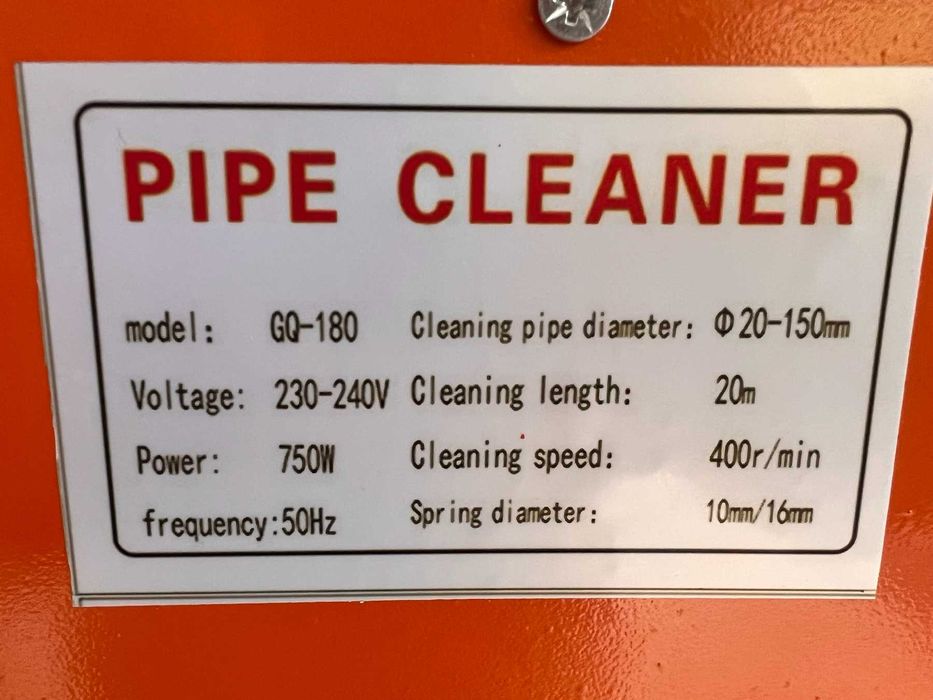 PIPE CLEANER
model: GQ-180 Cleaning pipe diameter: Φ20-150mm
Voltage: 230-240V Cleaning length: 20m
Power: 750W Cleaning speed: 400r/min
frequency:50Hz Spring diameter: 10mm/16mm